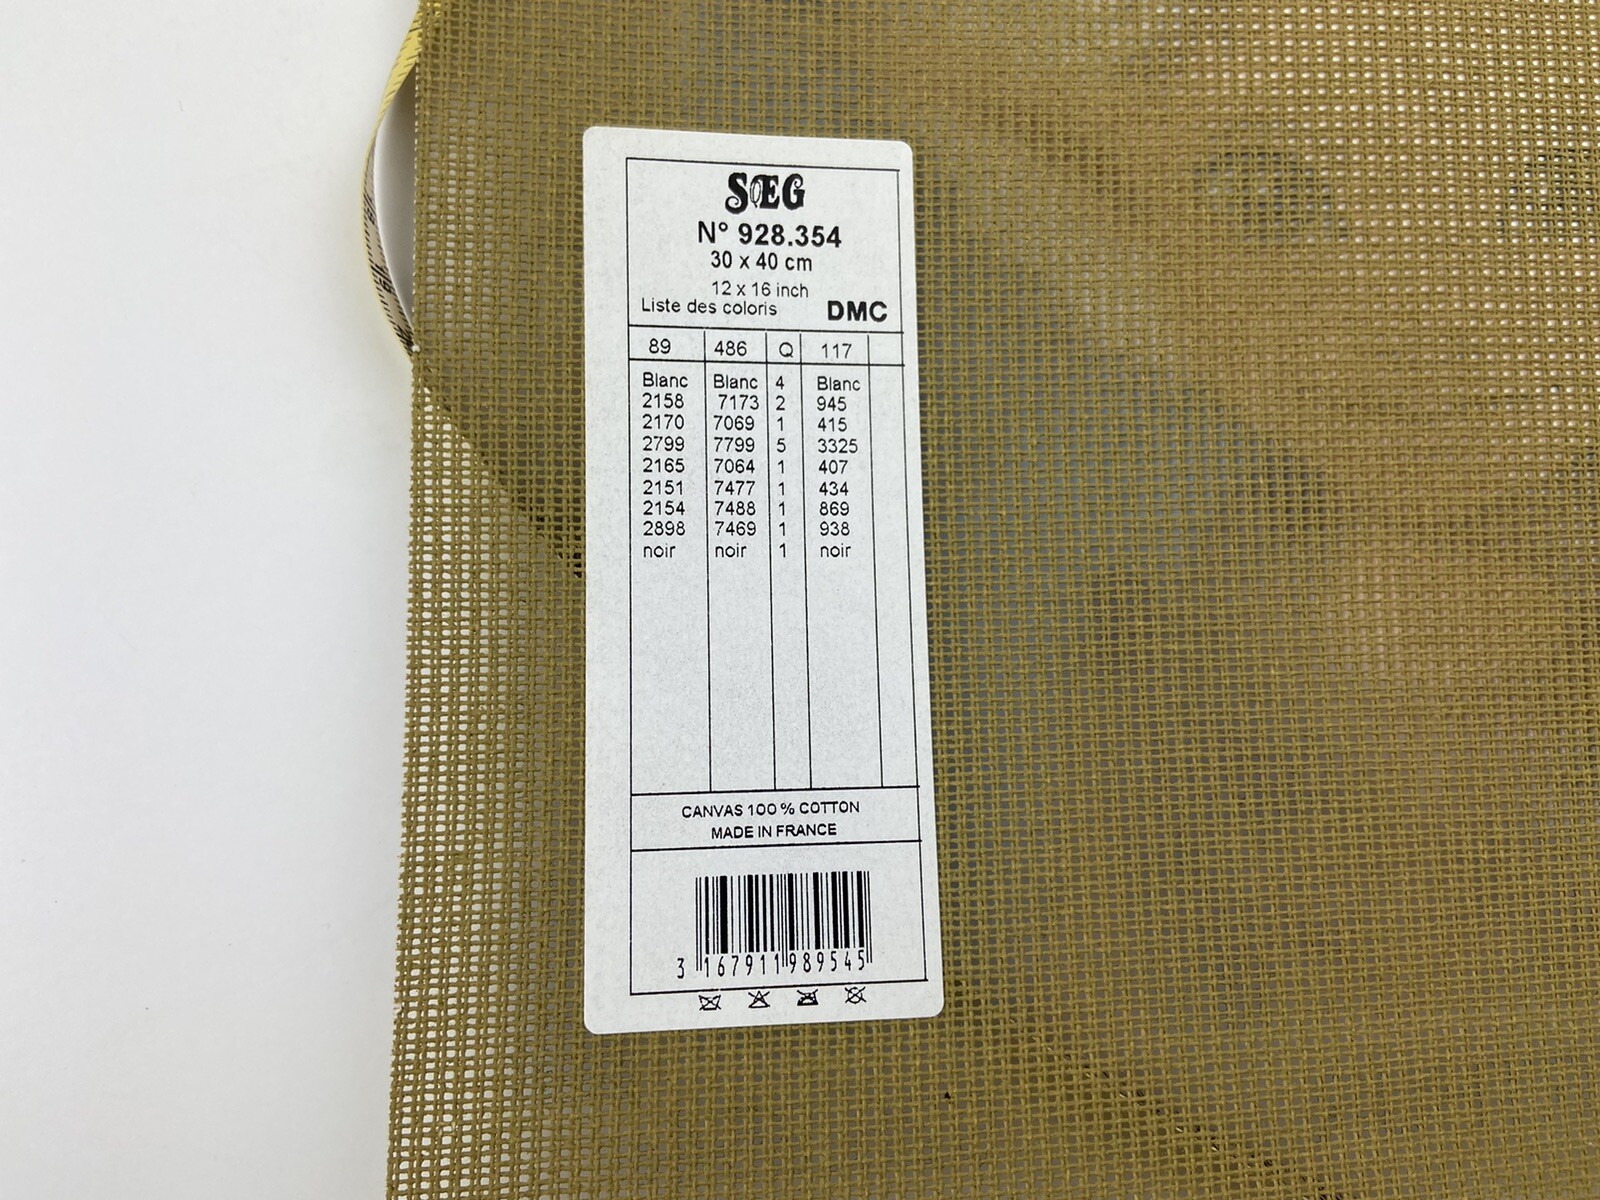 SEG
N° 928.354
30 x 40 cm
12 x 16 inch
Liste des coloris DMC
89 486 Q 117
Blanc Blanc 4 Blanc
2158 7173 2 945
2170 7069 1 415
2799 7799 5 3325
2165 7064 1 407
2151 7477 1 434
2154 7488 1 869
2898 7469 1 938
noir noir 1 noir
CANVAS 100 % COTTON
MADE IN FRANCE
3 167911 989545